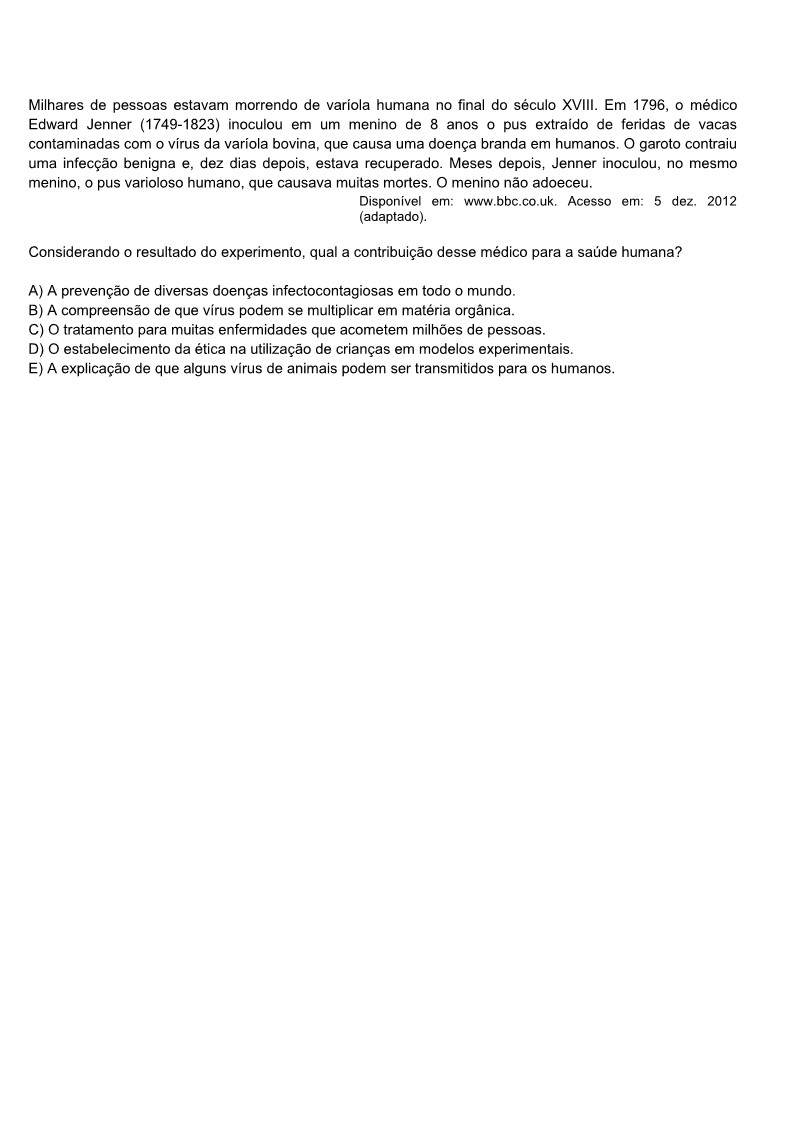 Milhares de pessoas estavam morrendo de varíola humana no final do século XVIII. Em 1796, o médico
Edward Jenner (1749-1823) inoculou em um menino de 8 anos o pus extraído de feridas de vacas
contaminadas com o vírus da varíola bovina, que causa uma doença branda em humanos. O garoto contraiu
uma infecção benigna e, dez dias depois, estava recuperado. Meses depois, Jenner inoculou, no mesmo
menino, o pus varioloso humano, que causava muitas mortes. O menino não adoeceu.
Disponível em: www.bbc.co.uk. Acesso em: 5 dez. 2012
(adaptado).
Considerando o resultado do experimento, qual a contribuição desse médico para a saúde humana?
A) A prevenção de diversas doenças infectocontagiosas em todo o mundo.
B) A compreensão de que vírus podem se multiplicar em matéria orgânica.
C) O tratamento para muitas enfermidades que acometem milhões de pessoas.
D) O estabelecimento da ética na utilização de crianças em modelos experimentais.
E) A explicação de que alguns vírus de animais podem ser transmitidos para os humanos.